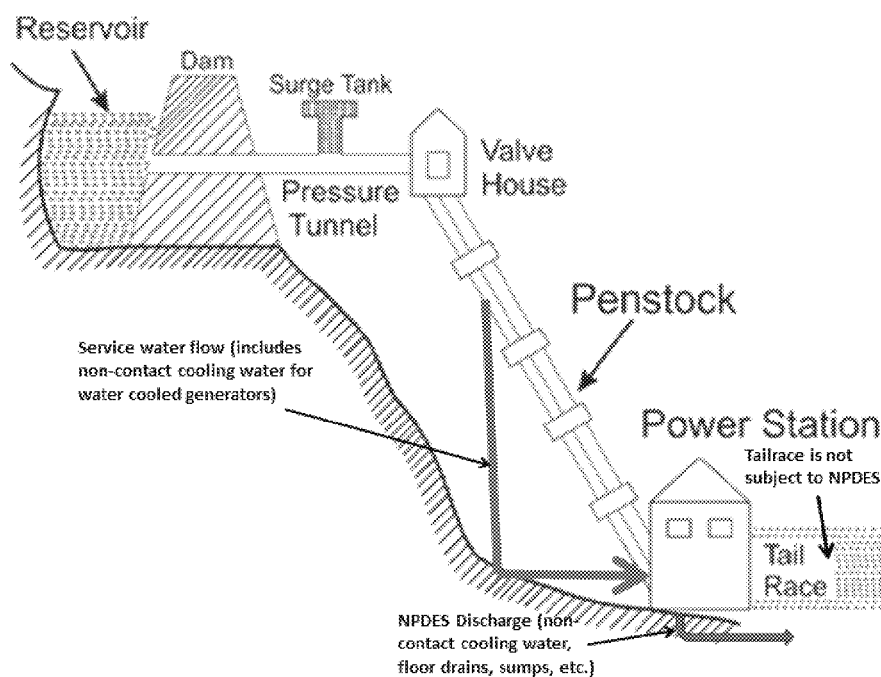 Reservoir
Dam
Surge Tank
Valve
House
Pressure
Tunnel
Penstock
Service water flow (includes
non-contact cooling water for
water cooled generators)
Power Station
Tailrace is not
subject to NPDES
Tail
Race
NPDES Discharge (non-
contact cooling water,
floor drains, sumps, etc.)